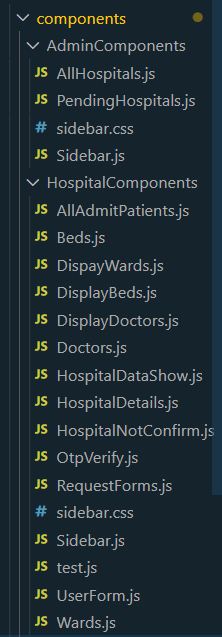 components
AdminComponents
JS AllHospitals.js
JS PendingHospitals.js
# sidebar.css
JS Sidebar.js
HospitalComponents
JS AllAdmitPatients.js
JS Beds.js
JS DispayWards.js
JS DisplayBeds.js
JS DisplayDoctors.js
JS Doctors.js
JS HospitalDataShow.js
JS HospitalDetails.js
JS HospitalNotConfirm.js
JS OtpVerify.js
JS RequestForms.js
# sidebar.css
JS Sidebar.js
JS test.js
JS UserForm.js
JS Wards.js